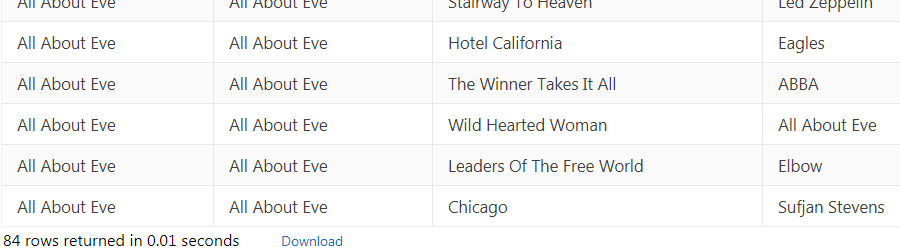 All About Eve All About Eve Stairway To Heaven Led Zeppelin
All About Eve All About Eve Hotel California Eagles
All About Eve All About Eve The Winner Takes It All ABBA
All About Eve All About Eve Wild Hearted Woman All About Eve
All About Eve All About Eve Leaders Of The Free World Elbow
All About Eve All About Eve Chicago Sufjan Stevens
84 rows returned in 0.01 seconds Download